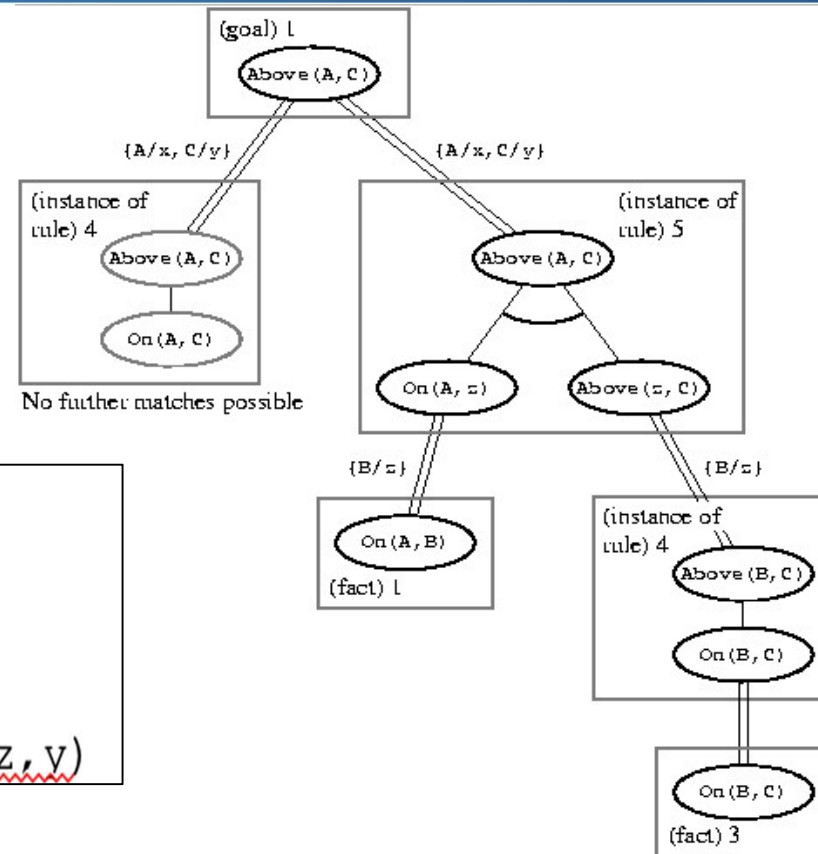 (goal) 1
Above(A,C)
{A/x,C/y}
{A/x,C/y}
(instance of
rule) 4
Above(A,C)
On(A,C)
No further matches possible
(instance of
rule) 5
Above(A,C)
On(A,z)
Above(z,C)
{B/z}
{B/z}
On(A,B)
(fact) 1
(instance of
rule) 4
Above(B,C)
On(B,C)
z,y)
On(B,C)
(fact) 3